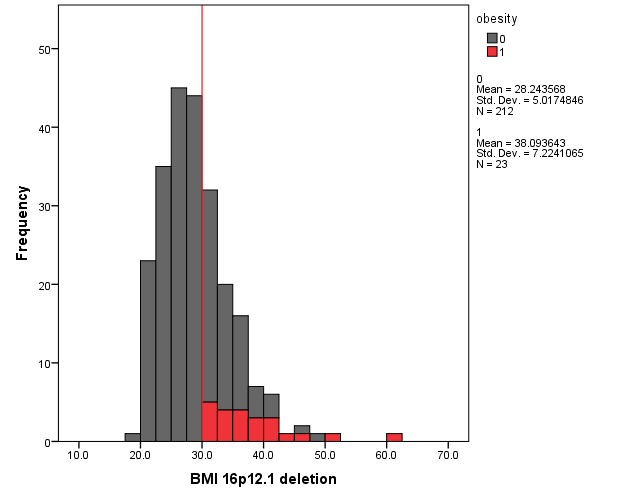 obesity
0
1
0
Mean = 28.243568
Std. Dev. = 5.0174846
N = 212
1
Mean = 38.093643
Std. Dev. = 7.2241065
N = 23
50
40
30
20
10
0
Frequency
10.0 20.0 30.0 40.0 50.0 60.0 70.0
BMI 16p12.1 deletion